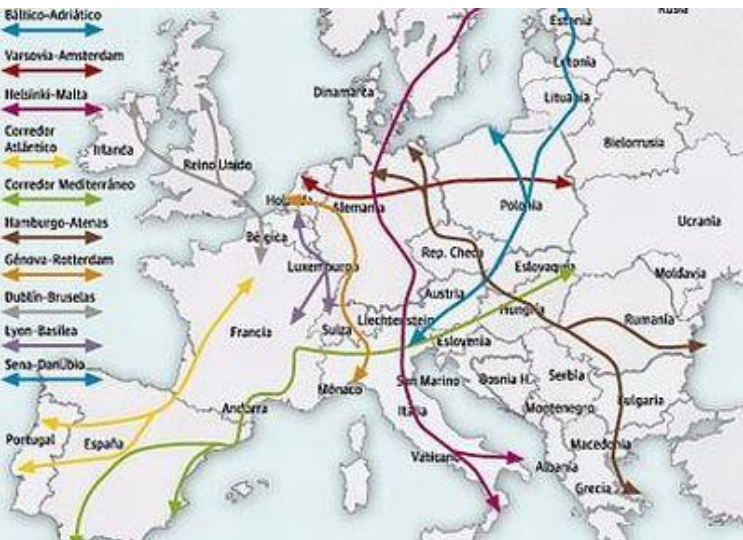 Báltico-Adriático
Varsovia-Amsterdam
Helsinki-Malta
Corredor
Atlántico
Corredor Mediterráneo
Hamburgo-Atenas
Génova-Rotterdam
Dublín-Bruselas
Lyon-Basilea
Sena-Danubio
Rusia
Estonia
Letonia
Dinamarca
Lituania
Bielorrusia
Irlanda
Reino Unido
Holanda
Alemania
Polonia
Ucrania
Bélgica
Rep. Checa
Luxemburgo
Eslovaquia
Moldavia
Austria
Hungría
Francia
Suiza
Liechtenstein
Eslovenia
Rumanía
Mónaco
San Marino
Bosnia H.
Serbia
Andorra
Italia
Montenegro
Bulgaria
Portugal
España
Vaticano
Macedonia
Albania
Grecia